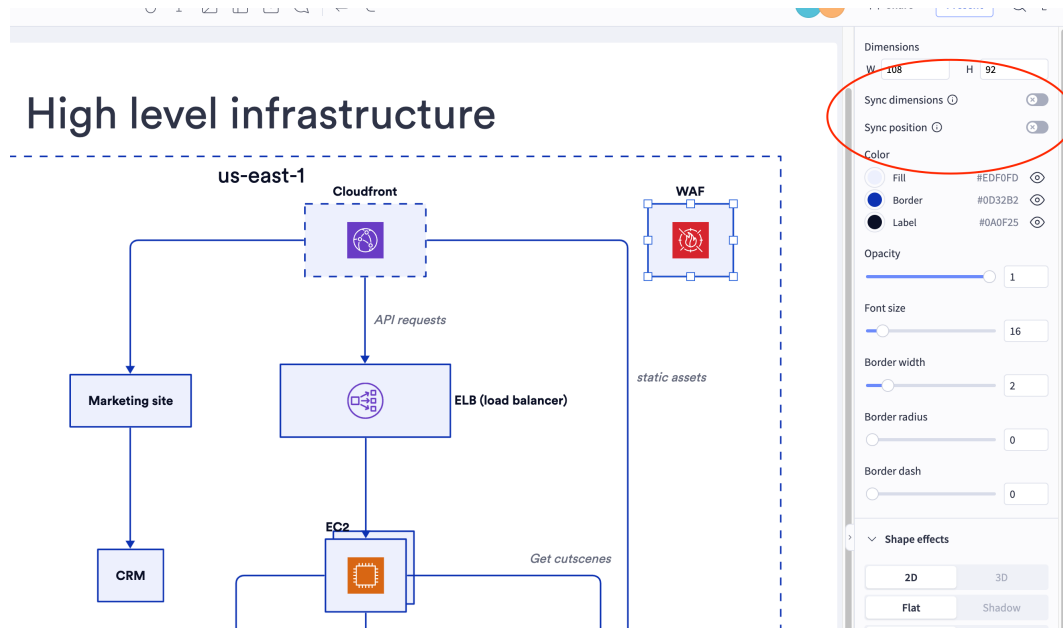 High level infrastructure
us-east-1
Cloudfront
WAF
API requests
static assets
Marketing site
ELB (load balancer)
EC2
Get cutscenes
CRM
Dimensions
W 108 H 92
Sync dimensions
Sync position
Color
Fill #EDF0FD
Border #0D32B2
Label #0A0F25
Opacity
1
Font size
16
Border width
2
Border radius
0
Border dash
0
Shape effects
2D 3D
Flat Shadow